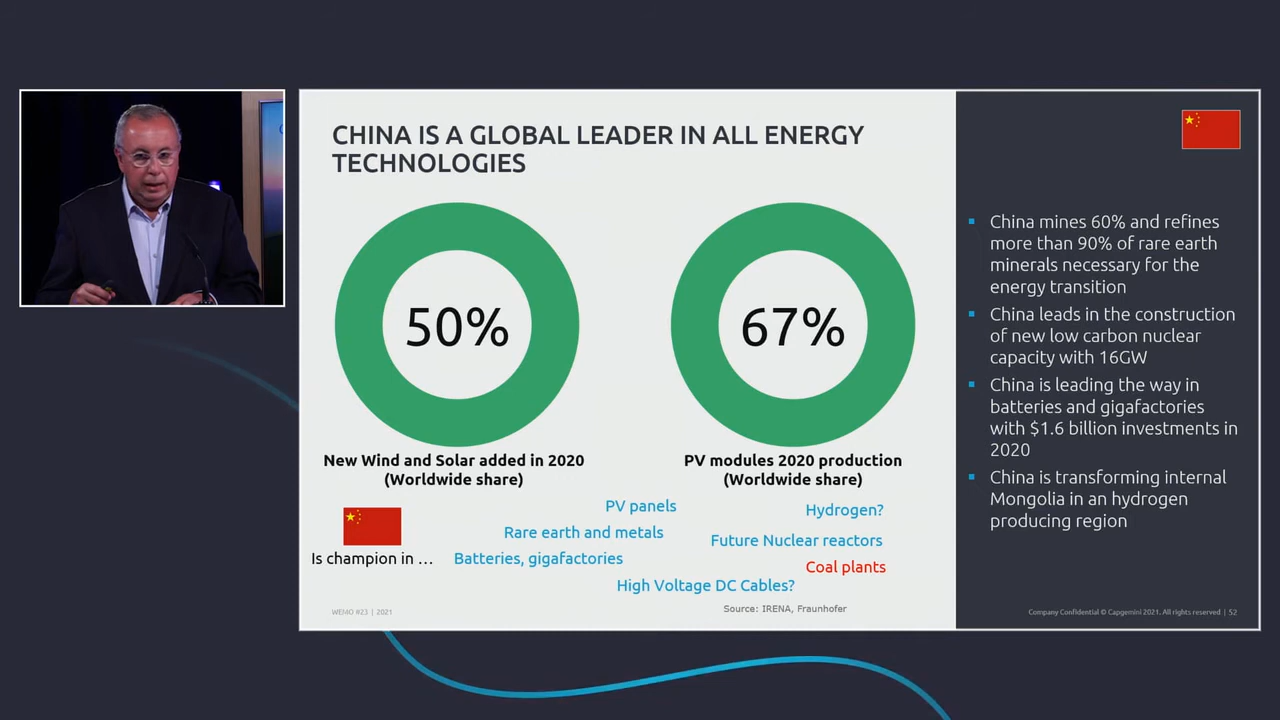 CHINA IS A GLOBAL LEADER IN ALL ENERGY
TECHNOLOGIES
50%
67%
New Wind and Solar added in 2020
(Worldwide share)
PV modules 2020 production
(Worldwide share)
Is champion in ...
PV panels
Rare earth and metals
Batteries, gigafactories
High Voltage DC Cables?
Hydrogen?
Future Nuclear reactors
Coal plants
WEMO #23 | 2021
Source: IRENA, Fraunhofer
China mines 60% and refines
more than 90% of rare earth
minerals necessary for the
energy transition
China leads in the construction
of new low carbon nuclear
capacity with 16GW
China is leading the way in
batteries and gigafactories
with $1.6 billion investments in
2020
China is transforming internal
Mongolia in an hydrogen
producing region
Company Confidential © Capgemini 2021. All rights reserved | 52